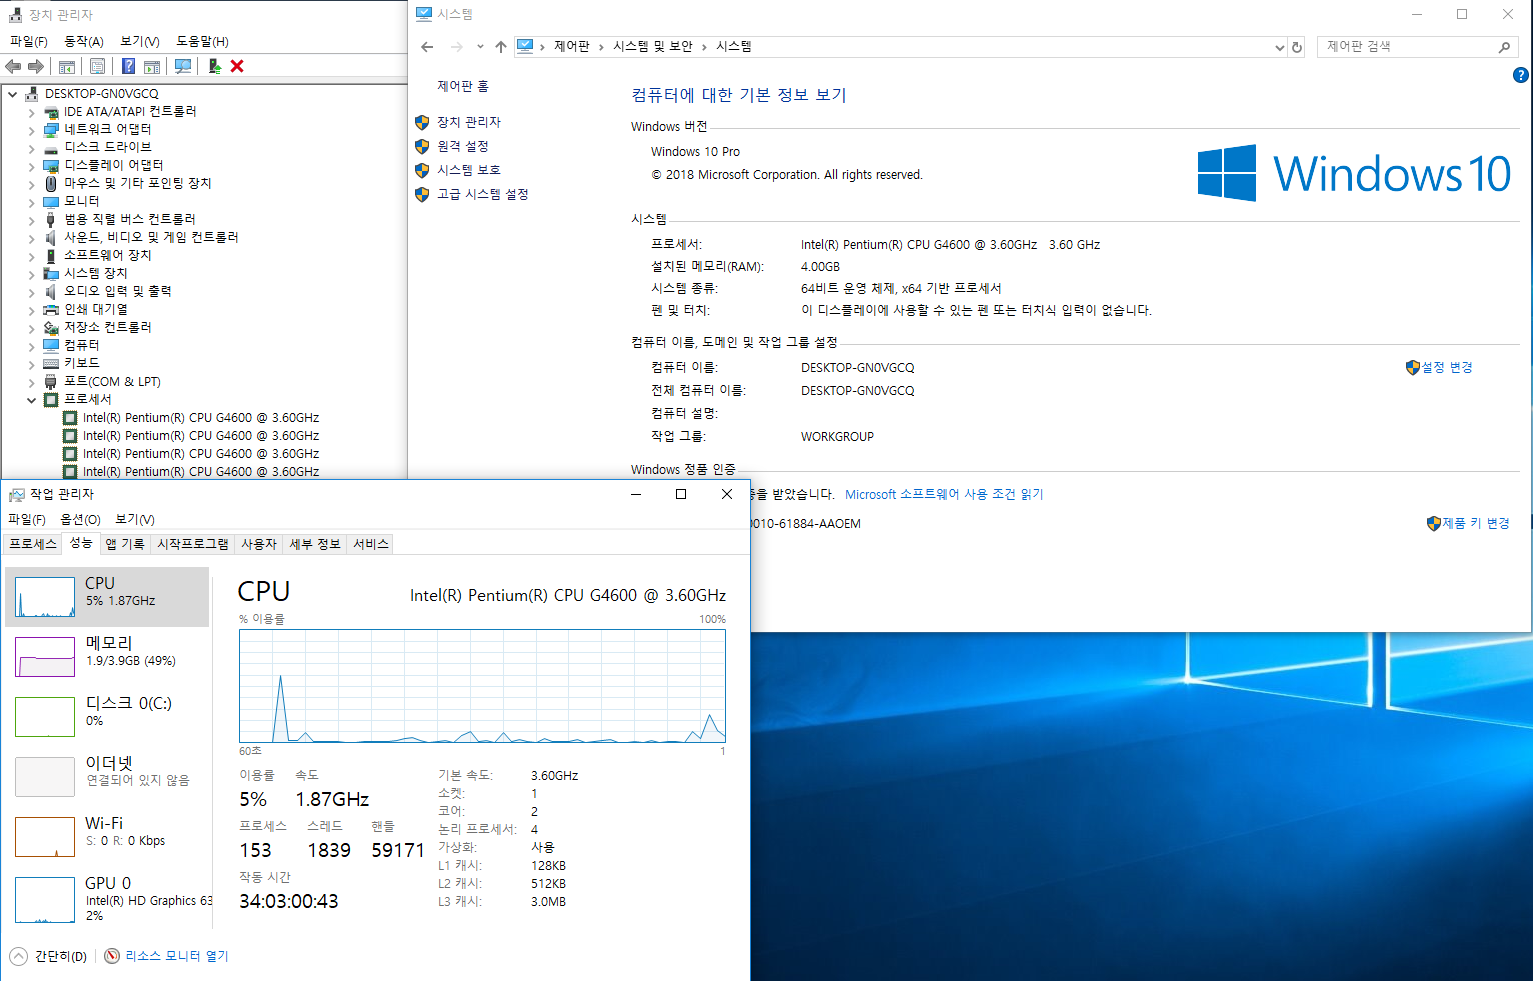 장치 관리자
파일(F) 동작(A) 보기(V) 도움말(H)
DESKTOP-GN0VGCQ
IDE ATA/ATAPI 컨트롤러
네트워크 어댑터
디스크 드라이브
디스플레이 어댑터
마우스 및 기타 포인팅 장치
모니터
범용 직렬 버스 컨트롤러
사운드, 비디오 및 게임 컨트롤러
소프트웨어 장치
시스템 장치
오디오 입력 및 출력
인쇄 대기열
저장소 컨트롤러
컴퓨터
키보드
포트(COM & LPT)
프로세서
Intel(R) Pentium(R) CPU G4600 @ 3.60GHz
Intel(R) Pentium(R) CPU G4600 @ 3.60GHz
Intel(R) Pentium(R) CPU G4600 @ 3.60GHz
Intel(R) Pentium(R) CPU G4600 @ 3.60GHz
시스템
제어판 시스템 및 보안 시스템
제어판 검색
제어판 홈
장치 관리자
원격 설정
시스템 보호
고급 시스템 설정
컴퓨터에 대한 기본 정보 보기
Windows 버전
Windows 10 Pro
© 2018 Microsoft Corporation. All rights reserved.
Windows 10
시스템
프로세서: Intel(R) Pentium(R) CPU G4600 @ 3.60GHz 3.60 GHz
설치된 메모리(RAM): 4.00GB
시스템 종류: 64비트 운영 체제, x64 기반 프로세서
펜 및 터치: 이 디스플레이에 사용할 수 있는 펜 또는 터치식 입력이 없습니다.
컴퓨터 이름, 도메인 및 작업 그룹 설정
컴퓨터 이름: DESKTOP-GN0VGCQ
설정 변경
전체 컴퓨터 이름: DESKTOP-GN0VGCQ
컴퓨터 설명:
작업 그룹: WORKGROUP
Windows 정품 인증
받았습니다. Microsoft 소프트웨어 사용 조건 읽기
010-61884-AAOEM
제품 키 변경
작업 관리자
파일(F) 옵션(O) 보기(V)
프로세스 성능 앱 기록 시작프로그램 사용자 세부 정보 서비스
CPU
5% 1.87GHz
메모리
1.9/3.9GB (49%)
디스크 0(C:)
0%
이더넷
연결되어 있지 않음
Wi-Fi
S: 0 R: 0 Kbps
GPU 0
Intel(R) HD Graphics 63
2%
CPU Intel(R) Pentium(R) CPU G4600 @ 3.60GHz
% 이용률 100%
60초 1
이용률 속도
5% 1.87GHz
프로세스 스레드 핸들
153 1839 59171
작동 시간
34:03:00:43
기본 속도: 3.60GHz
소켓: 1
코어: 2
논리 프로세서: 4
가상화: 사용
L1 캐시: 128KB
L2 캐시: 512KB
L3 캐시: 3.0MB
간단히(D) 리소스 모니터 열기